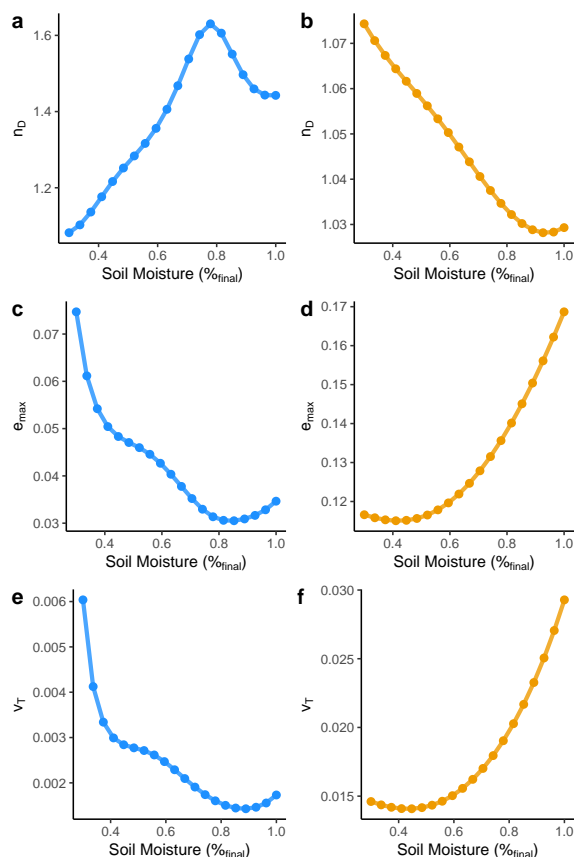 a
1.6
1.4
1.2
n_D
0.4 0.6 0.8 1.0
Soil Moisture (%_final)
b
1.07
1.06
1.05
1.04
1.03
n_D
0.4 0.6 0.8 1.0
Soil Moisture (%_final)
c
0.07
0.06
0.05
0.04
0.03
e_max
0.4 0.6 0.8 1.0
Soil Moisture (%_final)
d
0.17
0.16
0.15
0.14
0.13
0.12
e_max
0.4 0.6 0.8 1.0
Soil Moisture (%_final)
e
0.006
0.005
0.004
0.003
0.002
v_T
0.4 0.6 0.8 1.0
Soil Moisture (%_final)
f
0.030
0.025
0.020
0.015
v_T
0.4 0.6 0.8 1.0
Soil Moisture (%_final)